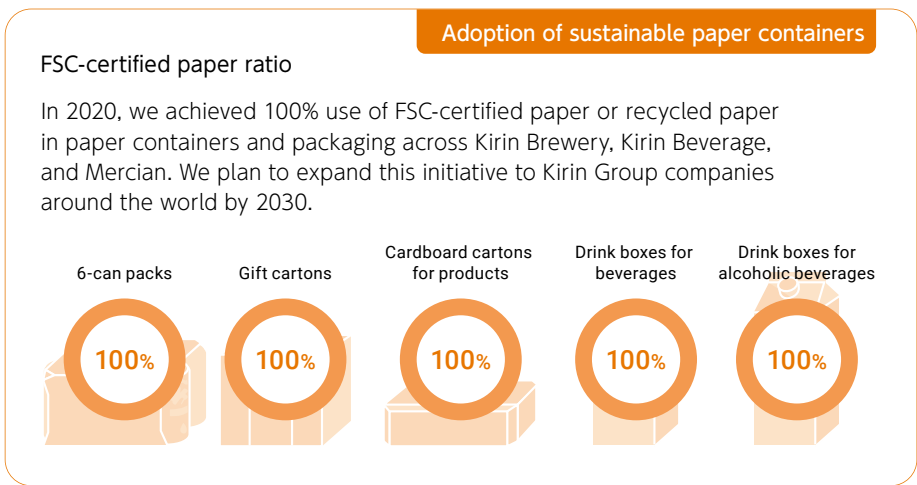 Adoption of sustainable paper containers
FSC-certified paper ratio
In 2020, we achieved 100% use of FSC-certified paper or recycled paper
in paper containers and packaging across Kirin Brewery, Kirin Beverage,
and Mercian. We plan to expand this initiative to Kirin Group companies
around the world by 2030.
6-can packs
100%
Gift cartons
100%
Cardboard cartons
for products
100%
Drink boxes for
beverages
100%
Drink boxes for
alcoholic beverages
100%